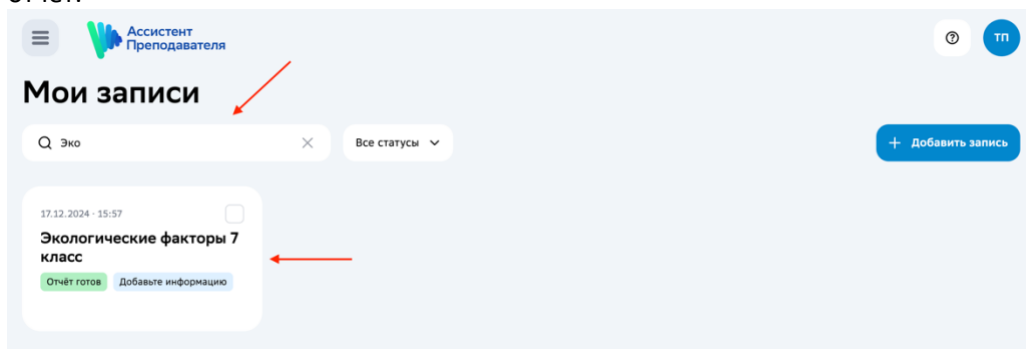 отчет.
Ассистент
Преподавателя
ТП
Мои записи
Эко
Все статусы
+ Добавить запись
17.12.2024 · 15:57
Экологические факторы 7
класс
Отчёт готов Добавьте информацию